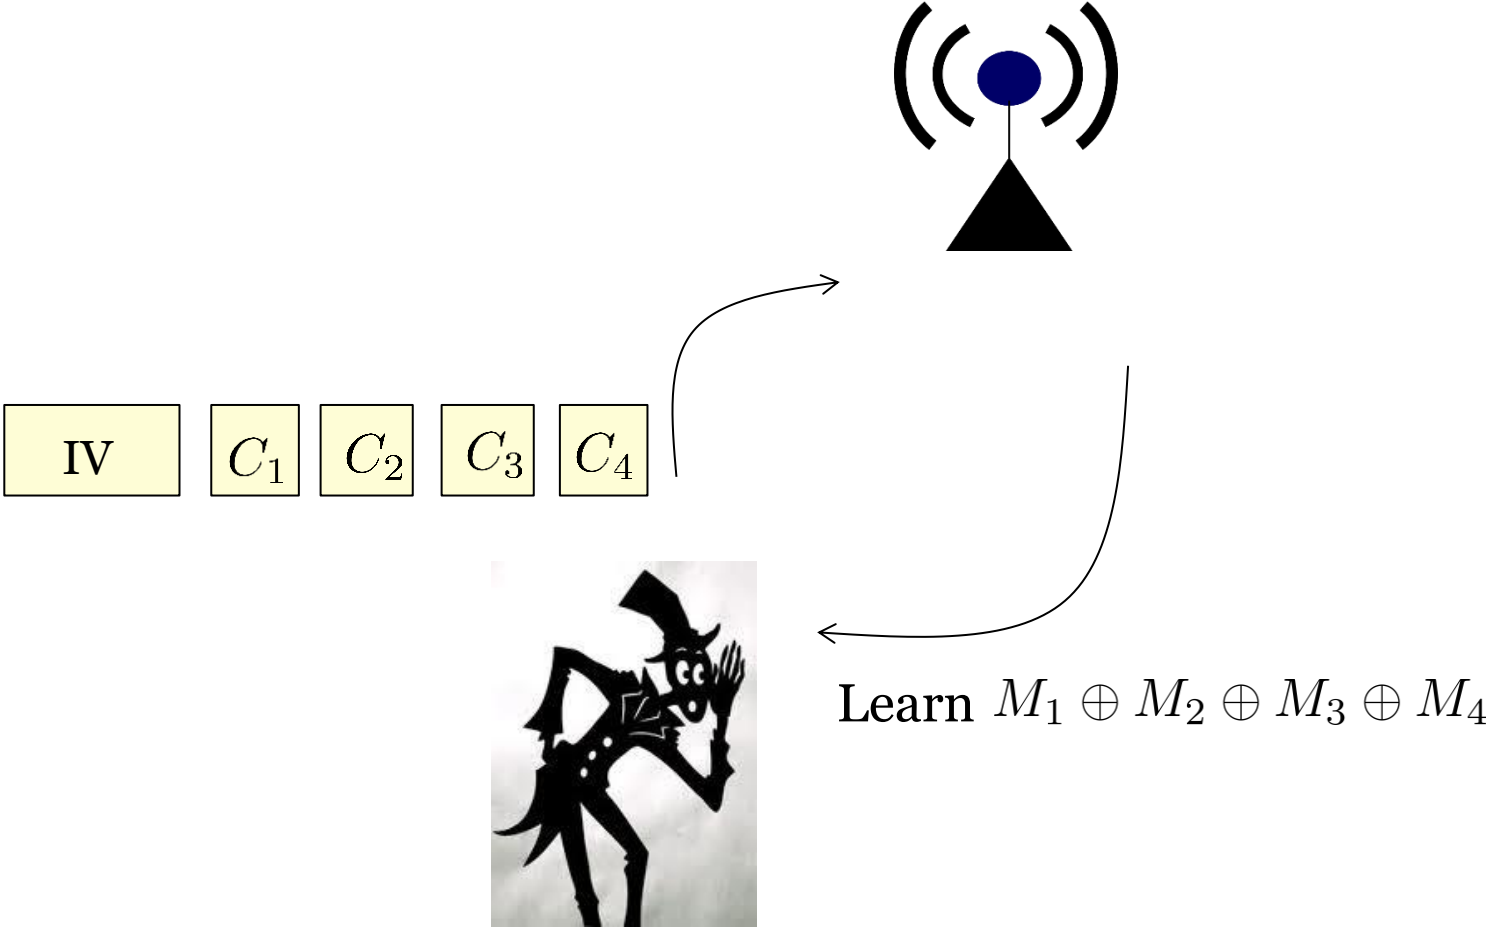 IV C₁ C₂ C₃ C₄
Learn M₁ ⊕ M₂ ⊕ M₃ ⊕ M₄